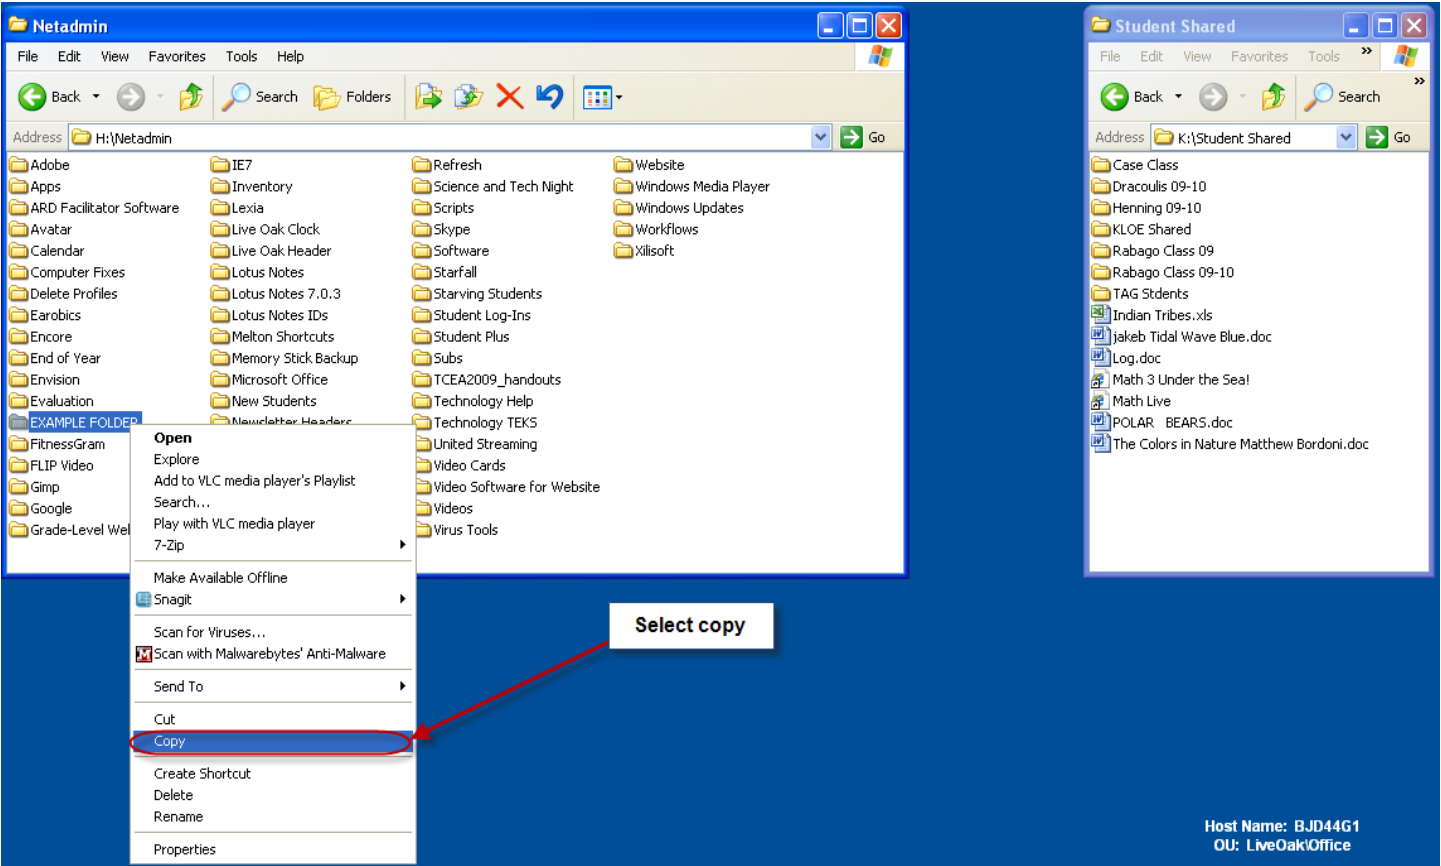 Netadmin
File Edit View Favorites Tools Help
Back Search Folders
Address H:\Netadmin Go
Adobe
Apps
ARD Facilitator Software
Avatar
Calendar
Computer Fixes
Delete Profiles
Earobics
Encore
End of Year
Envision
Evaluation
EXAMPLE FOLDER
FitnessGram
FLIP Video
Gimp
Google
Grade-Level Wel
IE7
Inventory
Lexia
Live Oak Clock
Live Oak Header
Lotus Notes
Lotus Notes 7.0.3
Lotus Notes IDs
Melton Shortcuts
Memory Stick Backup
Microsoft Office
New Students
Newsletter Headers
Refresh
Science and Tech Night
Scripts
Skype
Software
Starfall
Starving Students
Student Log-Ins
Student Plus
Subs
TCEA2009_handouts
Technology Help
Technology TEKS
United Streaming
Video Cards
Video Software for Website
Videos
Virus Tools
Website
Windows Media Player
Windows Updates
Workflows
Xilisoft
Open
Explore
Add to VLC media player's Playlist
Search...
Play with VLC media player
7-Zip
Make Available Offline
Snagit
Scan for Viruses...
Scan with Malwarebytes' Anti-Malware
Send To
Cut
Copy
Create Shortcut
Delete
Rename
Properties
Select copy
Student Shared
File Edit View Favorites Tools »
Back Search »
Address K:\Student Shared Go
Case Class
Dracoulis 09-10
Henning 09-10
KLOE Shared
Rabago Class 09
Rabago Class 09-10
TAG Stdents
Indian Tribes.xls
jakeb Tidal Wave Blue.doc
Log.doc
Math 3 Under the Sea!
Math Live
POLAR   BEARS.doc
The Colors in Nature Matthew Bordoni.doc
Host Name: BJD44G1
OU: LiveOak\Office